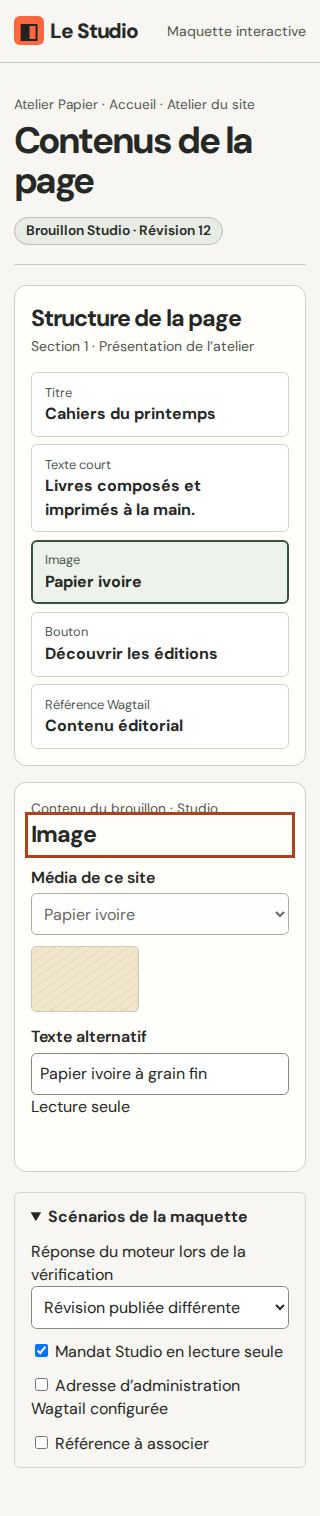 Le Studio
Maquette interactive
Atelier Papier · Accueil · Atelier du site
Contenus de la
page
Brouillon Studio · Révision 12
Structure de la page
Section 1 · Présentation de l’atelier
Titre
Cahiers du printemps
Texte court
Livres composés et
imprimés à la main.
Image
Papier ivoire
Bouton
Découvrir les éditions
Référence Wagtail
Contenu éditorial
Contenu du brouillon · Studio
Image
Média de ce site
Papier ivoire
Texte alternatif
Papier ivoire à grain fin
Lecture seule
Scénarios de la maquette
Réponse du moteur lors de la
vérification
Révision publiée différente
Mandat Studio en lecture seule
Adresse d’administration
Wagtail configurée
Référence à associer